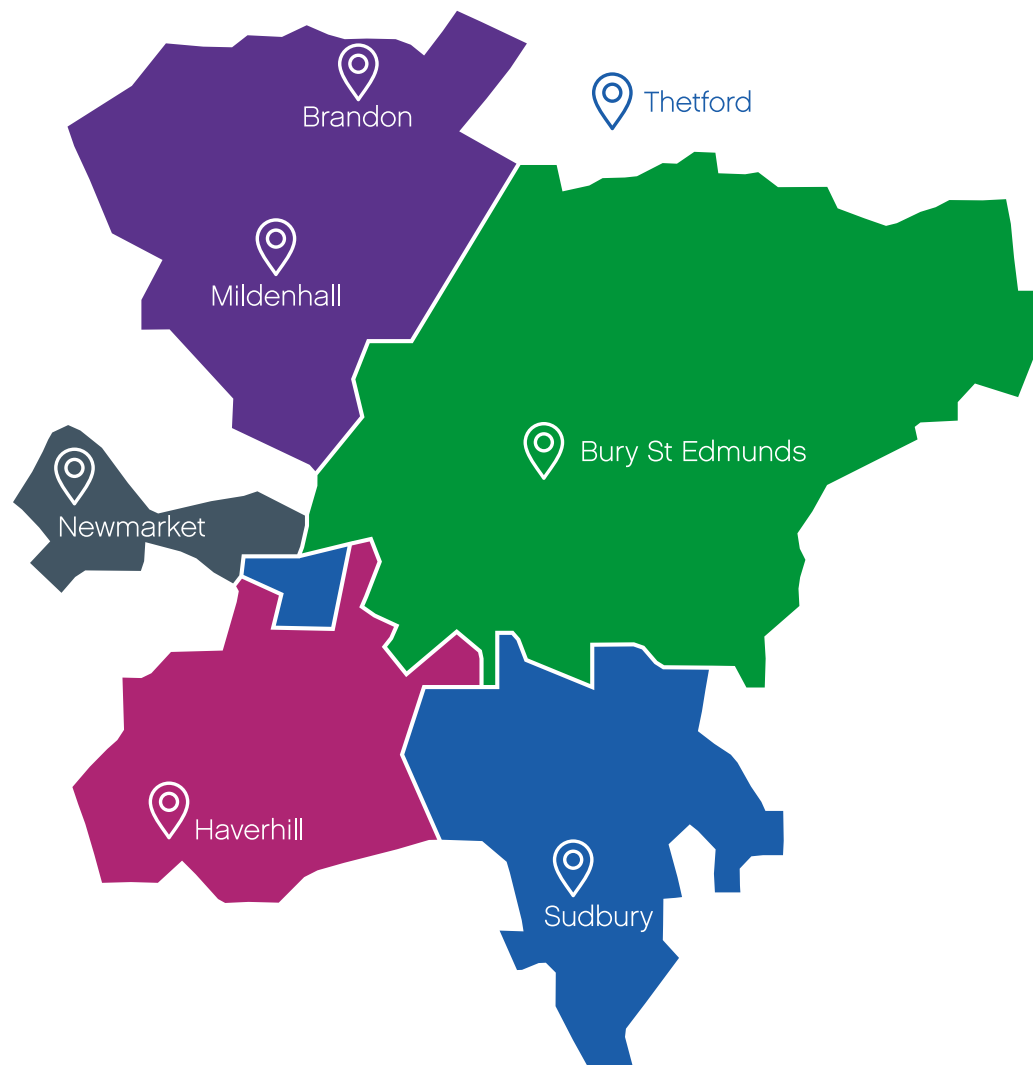 Thetford
Brandon
Mildenhall
Bury St Edmunds
Newmarket
Haverhill
Sudbury